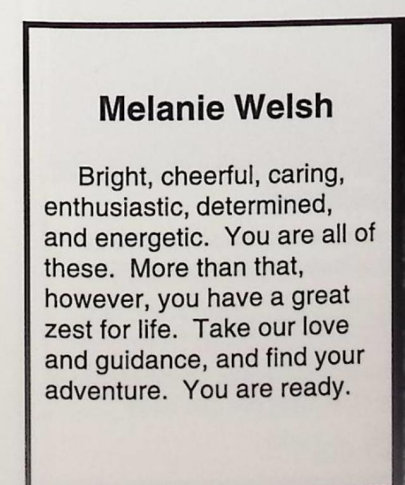 Melanie Welsh
Bright, cheerful, caring,
enthusiastic, determined,
and energetic. You are all of
these. More than that,
however, you have a great
zest for life. Take our love
and guidance, and find your
adventure. You are ready.